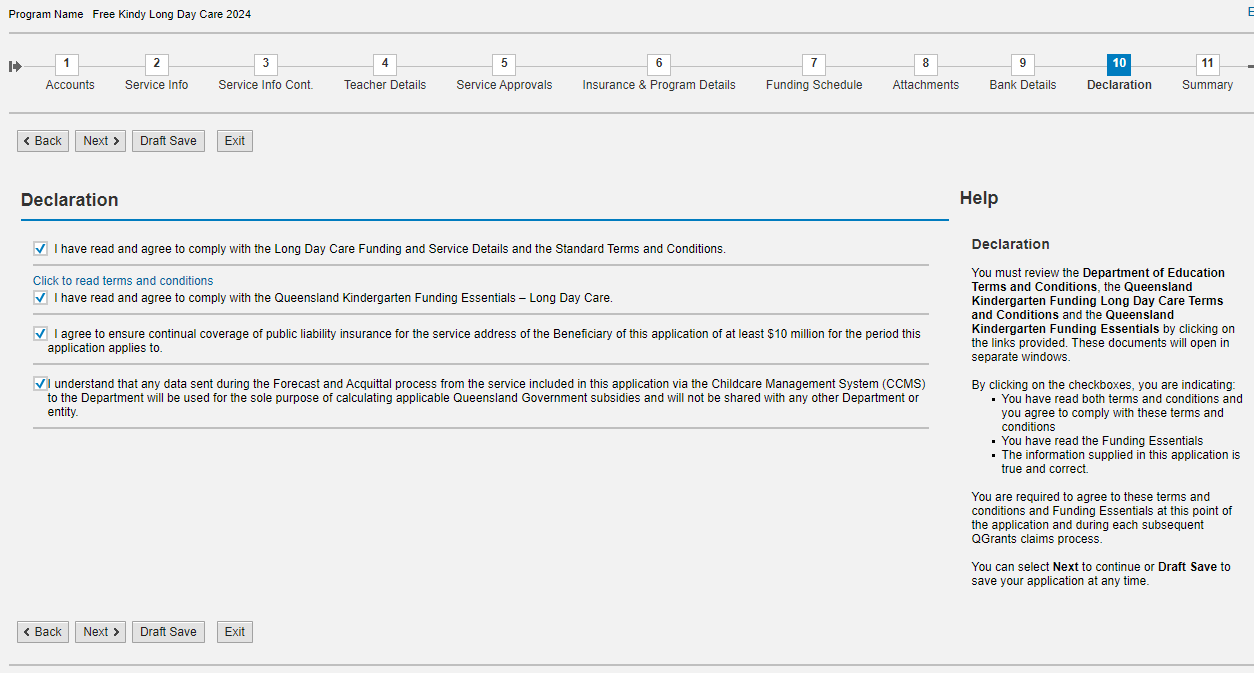 Program Name Free Kindy Long Day Care 2024
E
1 2 3 4 5 6 7 8 9 10 11
Accounts Service Info Service Info Cont. Teacher Details Service Approvals Insurance & Program Details Funding Schedule Attachments Bank Details Declaration Summary
Back Next Draft Save Exit
Declaration
I have read and agree to comply with the Long Day Care Funding and Service Details and the Standard Terms and Conditions.
Click to read terms and conditions
I have read and agree to comply with the Queensland Kindergarten Funding Essentials – Long Day Care.
I agree to ensure continual coverage of public liability insurance for the service address of the Beneficiary of this application of at least $10 million for the period this
application applies to.
I understand that any data sent during the Forecast and Acquittal process from the service included in this application via the Childcare Management System (CCMS)
to the Department will be used for the sole purpose of calculating applicable Queensland Government subsidies and will not be shared with any other Department or
entity.
Help
Declaration
You must review the Department of Education
Terms and Conditions, the Queensland
Kindergarten Funding Long Day Care Terms
and Conditions and the Queensland
Kindergarten Funding Essentials by clicking on
the links provided. These documents will open in
separate windows.
By clicking on the checkboxes, you are indicating:
You have read both terms and conditions and
you agree to comply with these terms and
conditions
You have read the Funding Essentials
The information supplied in this application is
true and correct.
You are required to agree to these terms and
conditions and Funding Essentials at this point of
the application and during each subsequent
QGrants claims process.
You can select Next to continue or Draft Save to
save your application at any time.
Back Next Draft Save Exit